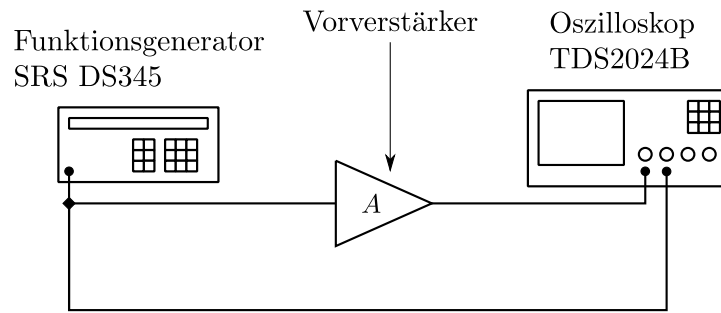 Funktionsgenerator
SRS DS345
Vorverstärker
Oszilloskop
TDS2024B
A